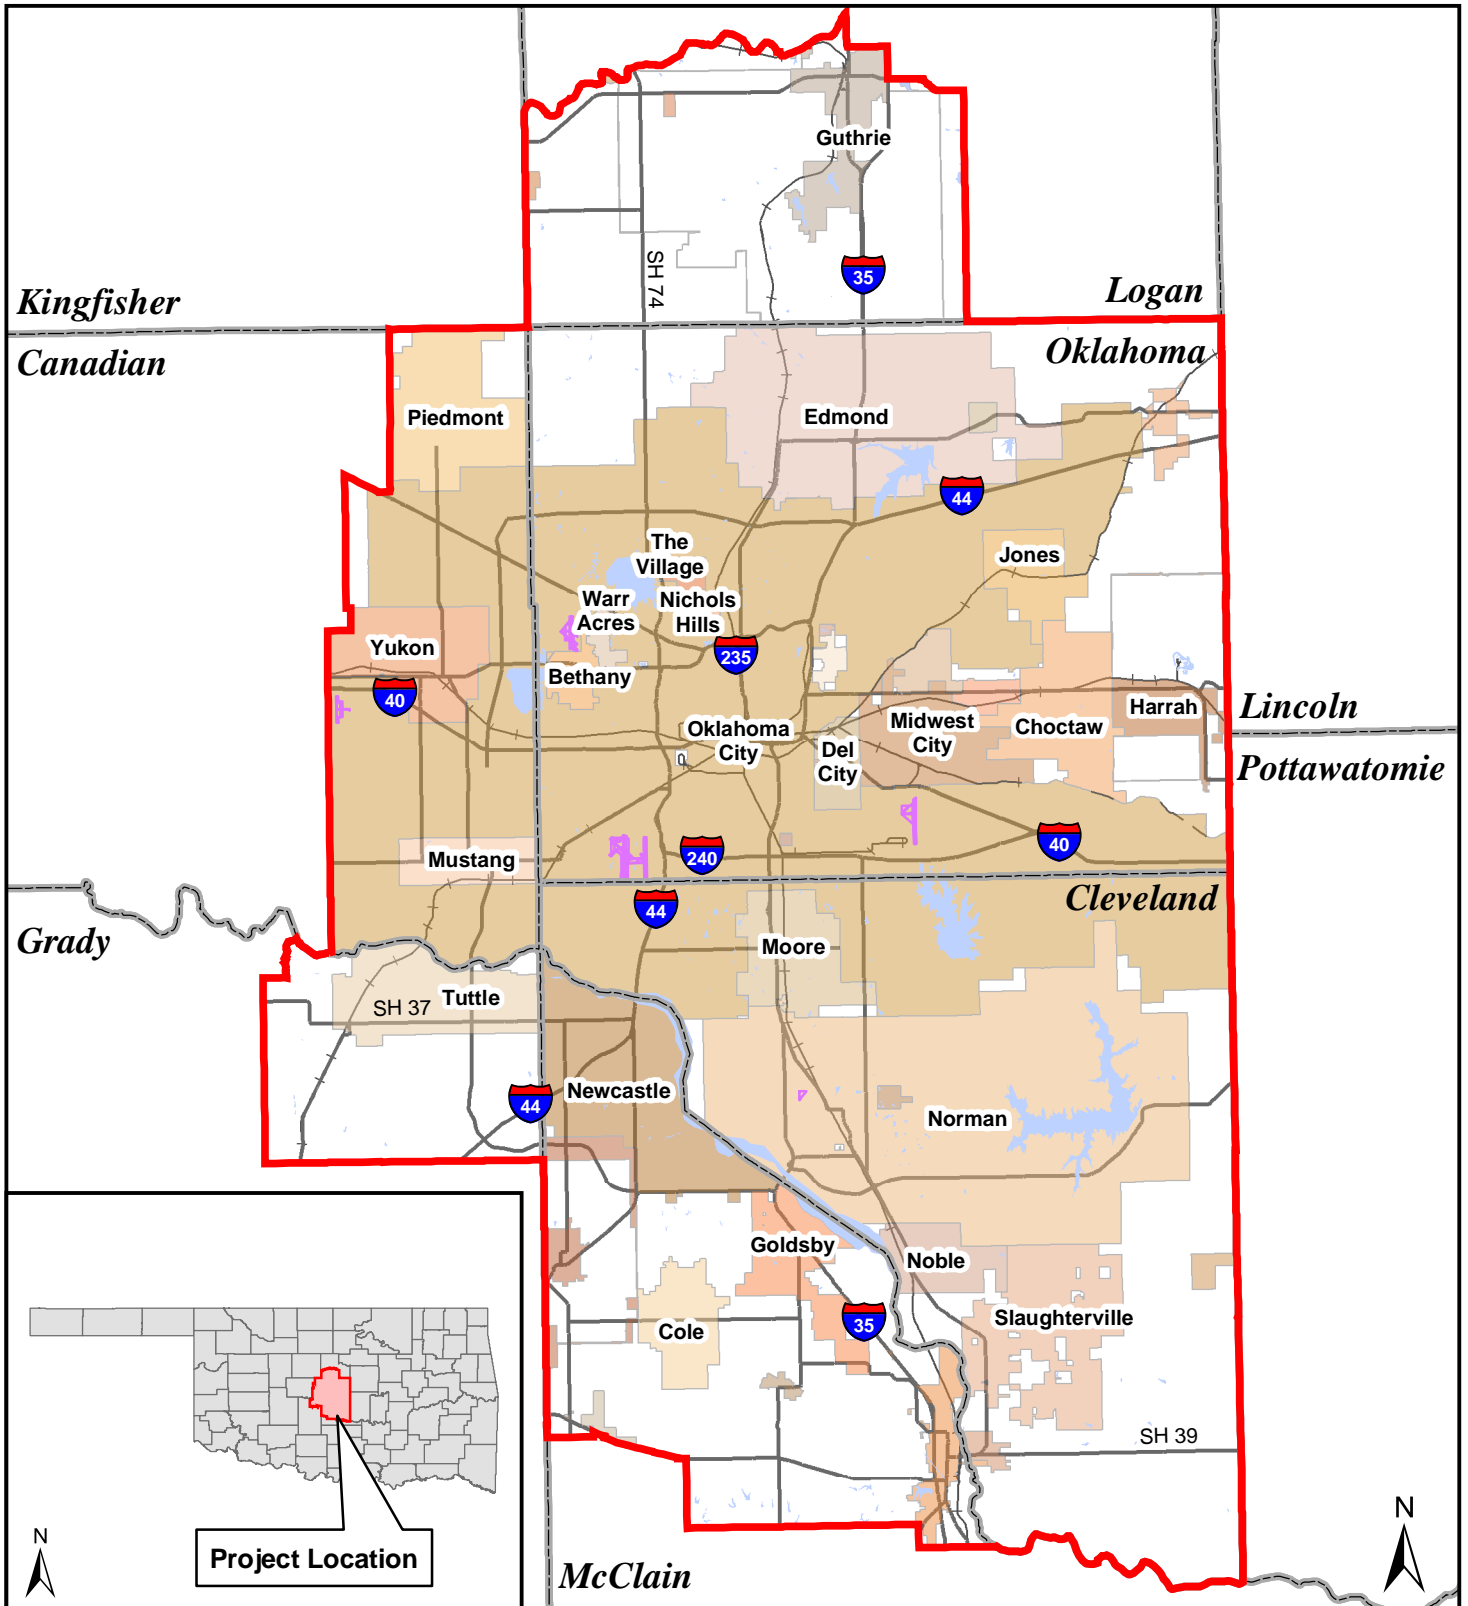 Guthrie
SH 74
35
Kingfisher
Logan
Canadian
Oklahoma
Piedmont
Edmond
44
The
Village
Jones
Warr
Acres
Nichols
Hills
Yukon
235
Bethany
40
Oklahoma
City
Del
City
Midwest
City
Choctaw
Harrah
Lincoln
Pottawatomie
Mustang
240
40
44
Cleveland
Grady
Moore
Tuttle
SH 37
44
Newcastle
Norman
Goldsby
Noble
Slaughterville
Cole
35
SH 39
N
Project Location
McClain
N